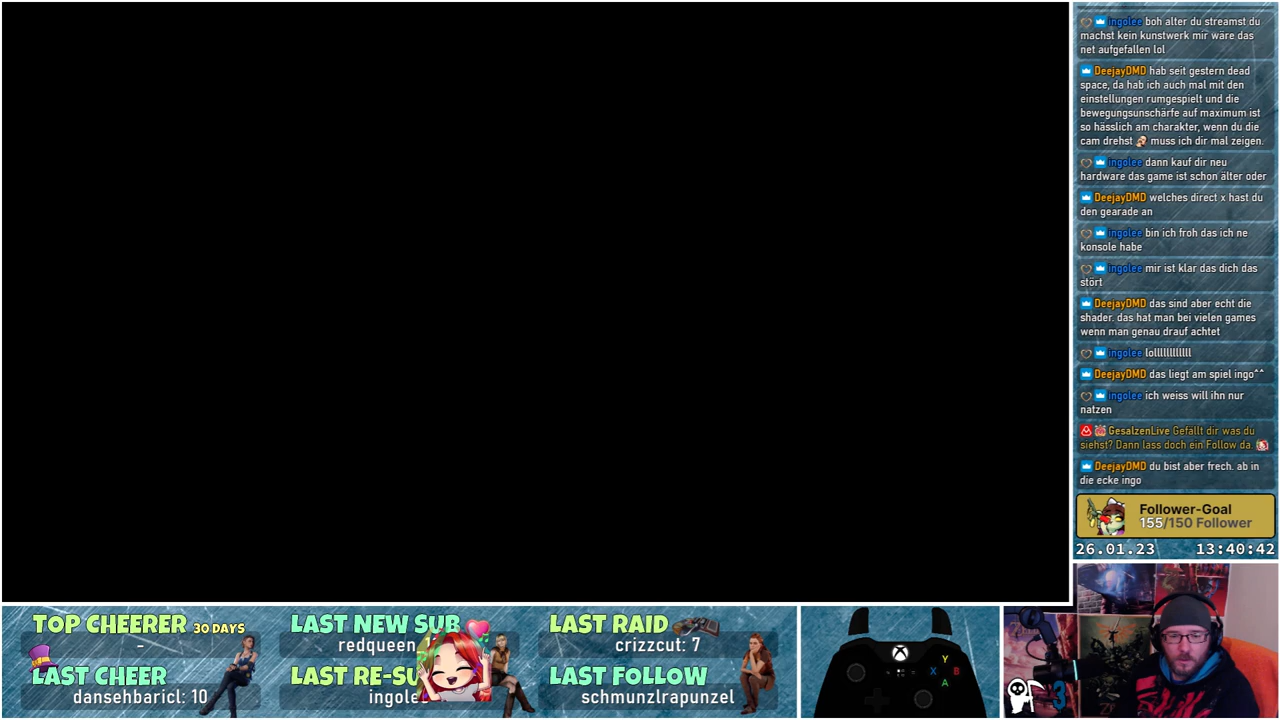 ingolee boh alter du streamst du
machst kein kunstwerk mir wäre das
net aufgefallen lol
DeejayDMD hab seit gestern dead
space, da hab ich auch mal mit den
einstellungen rumgespielt und die
bewegungsunschärfe auf maximum ist
so hässlich am charakter, wenn du die
cam drehst muss ich dir mal zeigen.
ingolee dann kauf dir neu
hardware das game ist schon älter oder
DeejayDMD welches direct x hast du
den gearade an
ingolee bin ich froh das ich ne
konsole habe
ingolee mir ist klar das dich das
stört
DeejayDMD das sind aber echt die
shader. das hat man bei vielen games
wenn man genau drauf achtet
ingolee lolllllllllllll
DeejayDMD das liegt am spiel ingo^^
ingolee ich weiss will ihn nur
natzen
GesalzenLive Gefällt dir was du
siehst? Dann lass doch ein Follow da.
DeejayDMD du bist aber frech. ab in
die ecke ingo
Follower-Goal
155/150 Follower
26.01.23 13:40:42
TOP CHEERER 30 DAYS
-
LAST CHEER
dansehbaricl: 10
LAST NEW SUB
redqueen
LAST RE-SU
ingole
LAST RAID
crizzcut: 7
LAST FOLLOW
schmunzlrapunzel
Y
X B
A
3